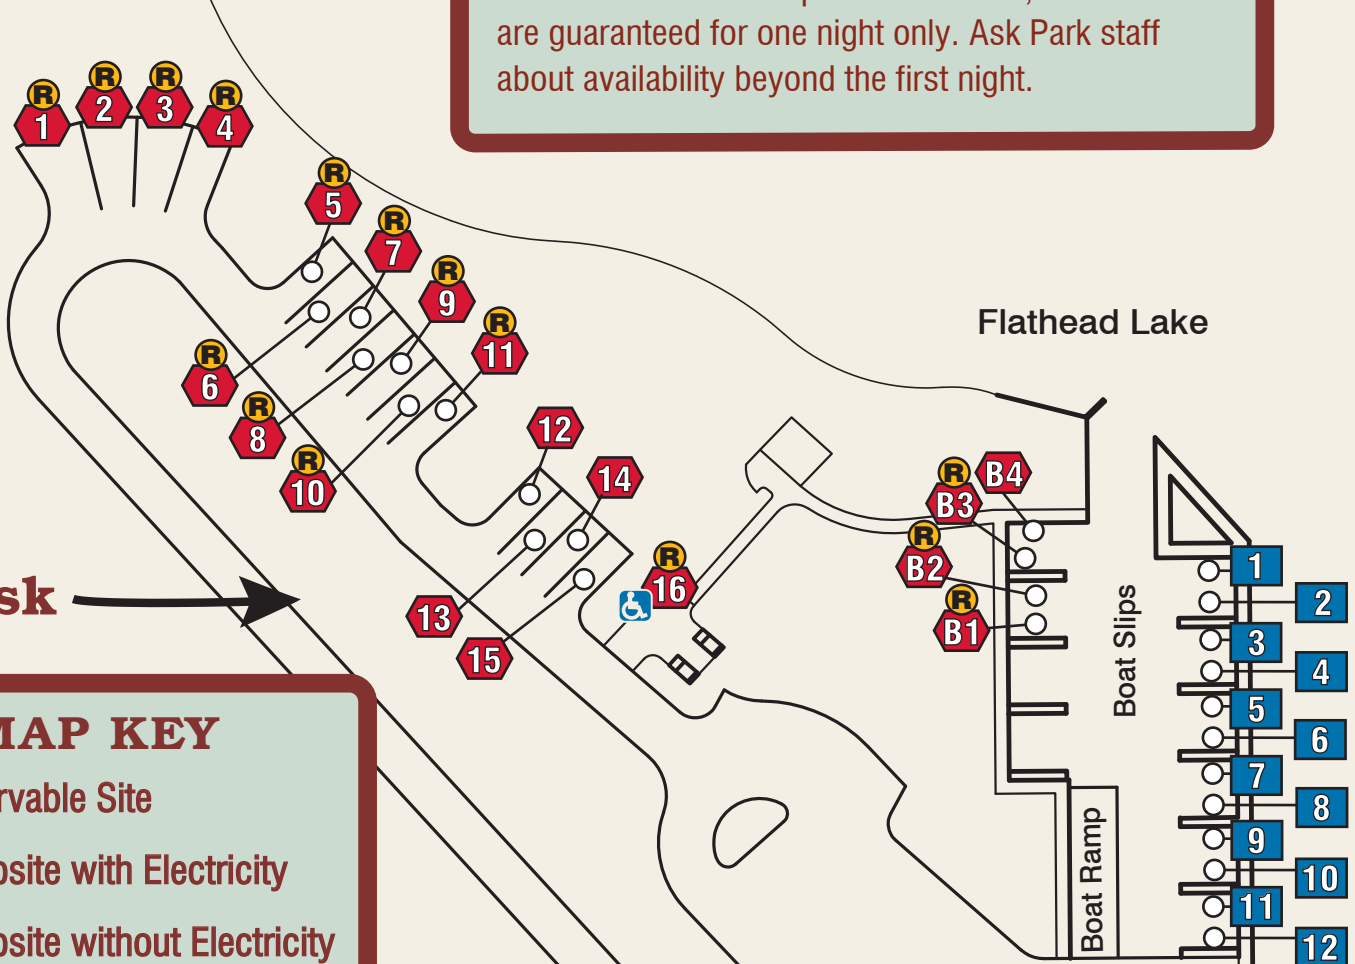 are guaranteed for one night only. Ask Park staff
about availability beyond the first night.
R R R R
1 2 3 4
R
5
R
7
R
9
R
11
R
6
R
8
R
10
12
14
13
15
R
16
Flathead Lake
B4
R
B3
R
B2
R
B1
Boat Slips
Boat Ramp
1
2
3
4
5
6
7
8
9
10
11
12
sk
MAP KEY
rvable Site
psite with Electricity
psite without Electricity